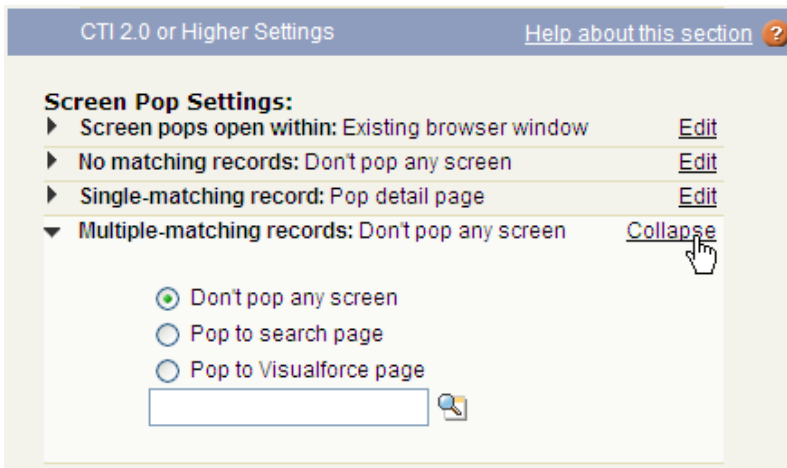 CTI 2.0 or Higher Settings Help about this section ?
Screen Pop Settings:
Screen pops open within: Existing browser window Edit
No matching records: Don't pop any screen Edit
Single-matching record: Pop detail page Edit
Multiple-matching records: Don't pop any screen Collapse
Don't pop any screen
Pop to search page
Pop to Visualforce page